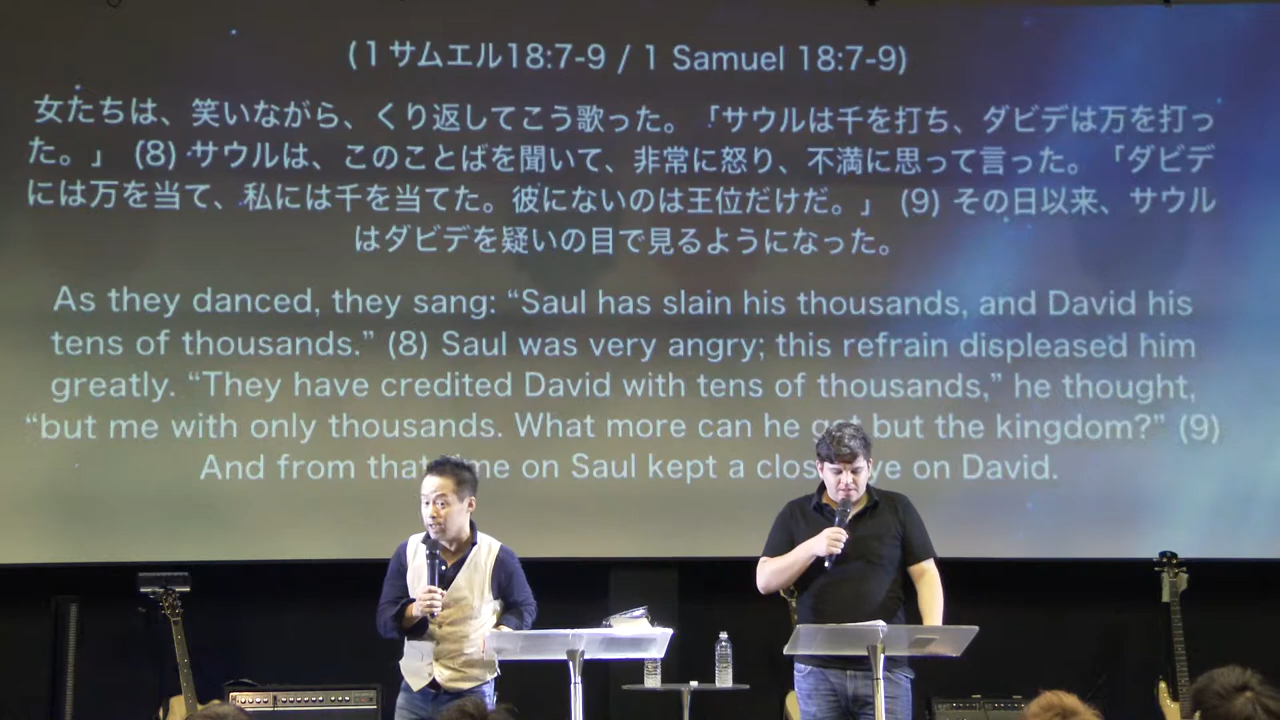 (1サムエル18:7-9 / 1 Samuel 18:7-9)
女たちは、笑いながら、くり返してこう歌った。「サウルは千を打ち、ダビデは万を打っ
た。」 (8) サウルは、このことばを聞いて、非常に怒り、不満に思って言った。「ダビデ
には万を当て、私には千を当てた。彼にないのは王位だけだ。」 (9) その日以来、サウル
はダビデを疑いの目で見るようになった。
As they danced, they sang: “Saul has slain his thousands, and David his
tens of thousands.” (8) Saul was very angry; this refrain displeased him
greatly. “They have credited David with tens of thousands,” he thought,
“but me with only thousands. What more can he get but the kingdom?” (9)
And from that me on Saul kept a close on David.